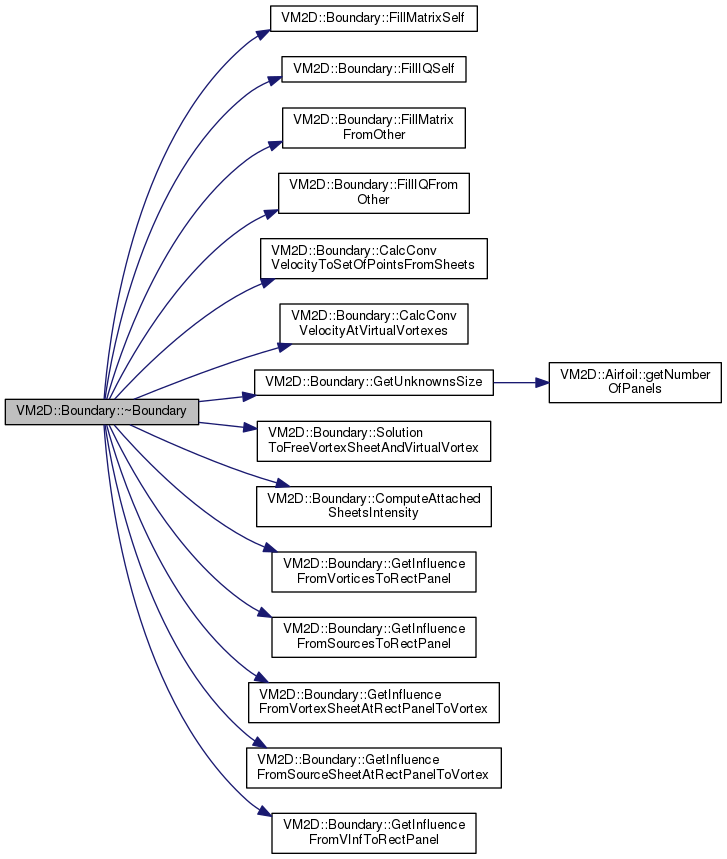 VM2D::Boundary::FillMatrixSelf
VM2D::Boundary::FillIQSelf
VM2D::Boundary::FillMatrix
FromOther
VM2D::Boundary::FillIQFrom
Other
VM2D::Boundary::CalcConv
VelocityToSetOfPointsFromSheets
VM2D::Boundary::CalcConv
VelocityAtVirtualVortexes
VM2D::Boundary::GetUnknownsSize
VM2D::Airfoil::getNumber
OfPanels
VM2D::Boundary::~Boundary
VM2D::Boundary::Solution
ToFreeVortexSheetAndVirtualVortex
VM2D::Boundary::ComputeAttached
SheetsIntensity
VM2D::Boundary::GetInfluence
FromVorticesToRectPanel
VM2D::Boundary::GetInfluence
FromSourcesToRectPanel
VM2D::Boundary::GetInfluence
FromVortexSheetAtRectPanelToVortex
VM2D::Boundary::GetInfluence
FromSourceSheetAtRectPanelToVortex
VM2D::Boundary::GetInfluence
FromVInfToRectPanel